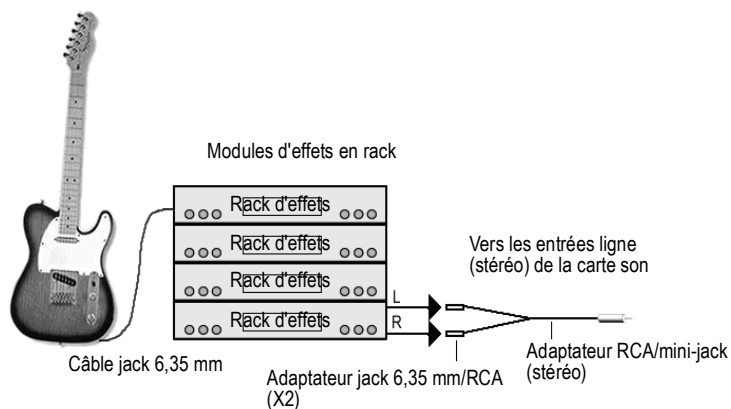 Modules d'effets en rack
Rack d'effets
Rack d'effets
Rack d'effets
Rack d'effets
L
R
Vers les entrées ligne
(stéréo) de la carte son
Câble jack 6,35 mm
Adaptateur jack 6,35 mm/RCA
(X2)
Adaptateur RCA/mini-jack
(stéréo)